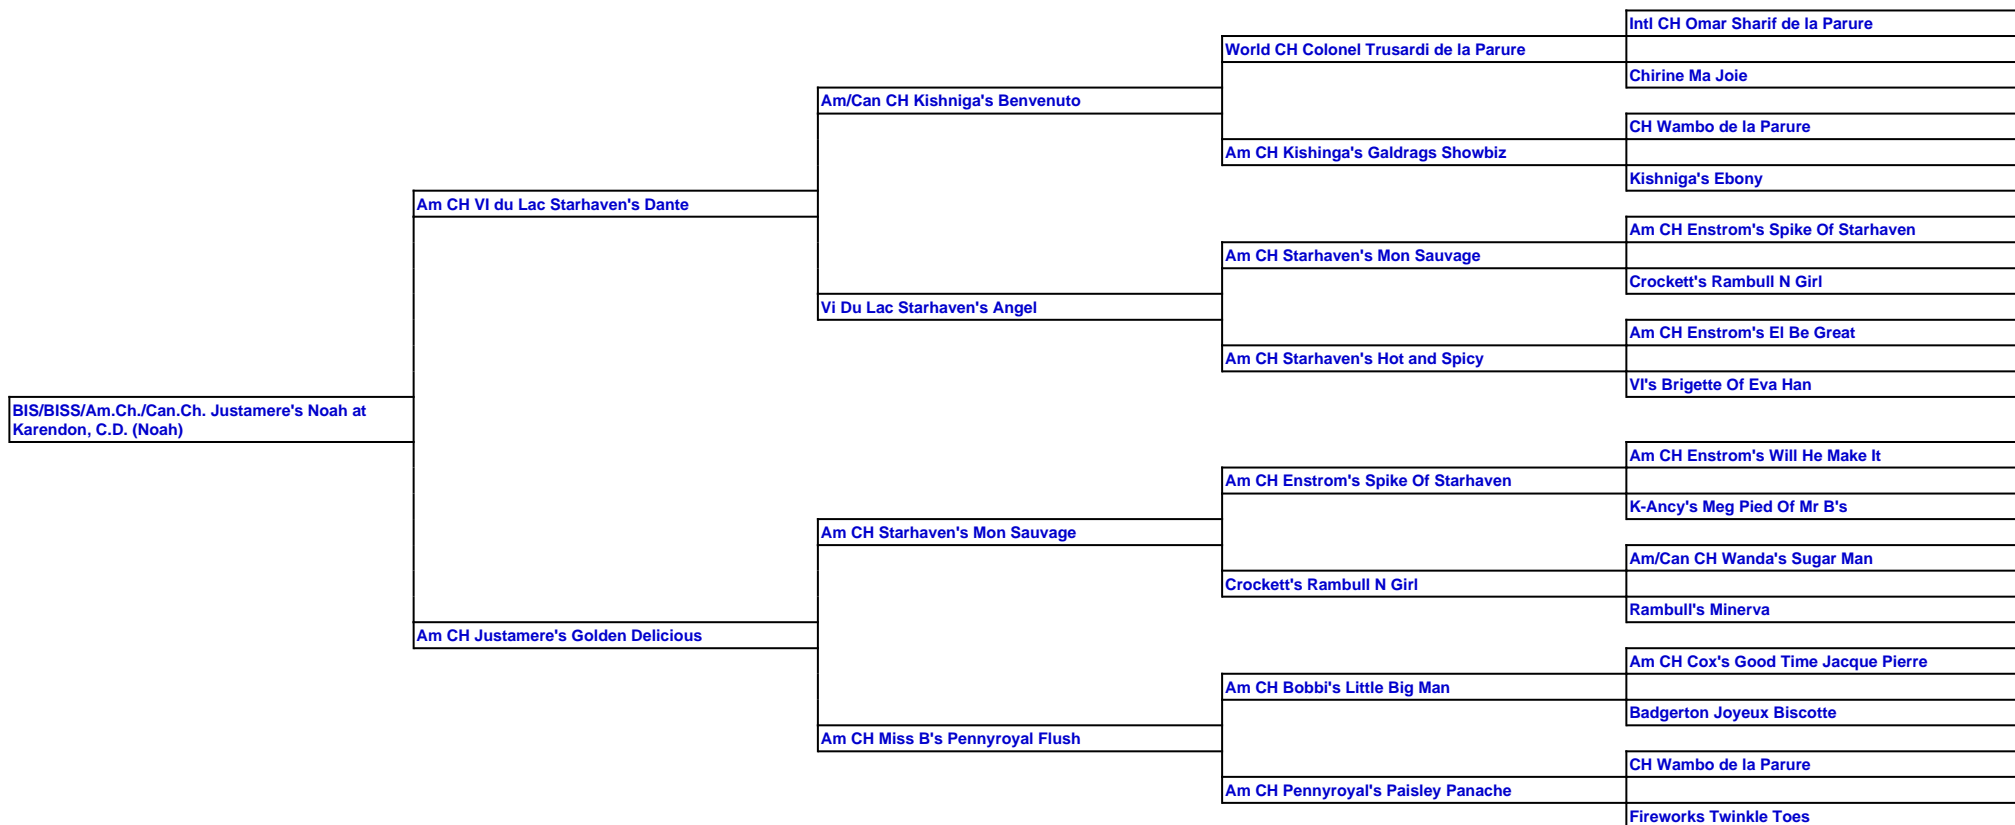 Intl CH Omar Sharif de la Parure
World CH Colonel Trusardi de la Parure
Chirine Ma Joie
Am/Can CH Kishniga's Benvenuto
CH Wambo de la Parure
Am CH Kishinga's Galdrags Showbiz
Kishniga's Ebony
Am CH VI du Lac Starhaven's Dante
Am CH Enstrom's Spike Of Starhaven
Am CH Starhaven's Mon Sauvage
Crockett's Rambull N Girl
Vi Du Lac Starhaven's Angel
Am CH Enstrom's El Be Great
Am CH Starhaven's Hot and Spicy
VI's Brigette Of Eva Han
BIS/BISS/Am.Ch./Can.Ch. Justamere's Noah at
Karendon, C.D. (Noah)
Am CH Enstrom's Will He Make It
Am CH Enstrom's Spike Of Starhaven
K-Ancy's Meg Pied Of Mr B's
Am CH Starhaven's Mon Sauvage
Am/Can CH Wanda's Sugar Man
Crockett's Rambull N Girl
Rambull's Minerva
Am CH Justamere's Golden Delicious
Am CH Cox's Good Time Jacque Pierre
Am CH Bobbi's Little Big Man
Badgerton Joyeux Biscotte
Am CH Miss B's Pennyroyal Flush
CH Wambo de la Parure
Am CH Pennyroyal's Paisley Panache
Fireworks Twinkle Toes